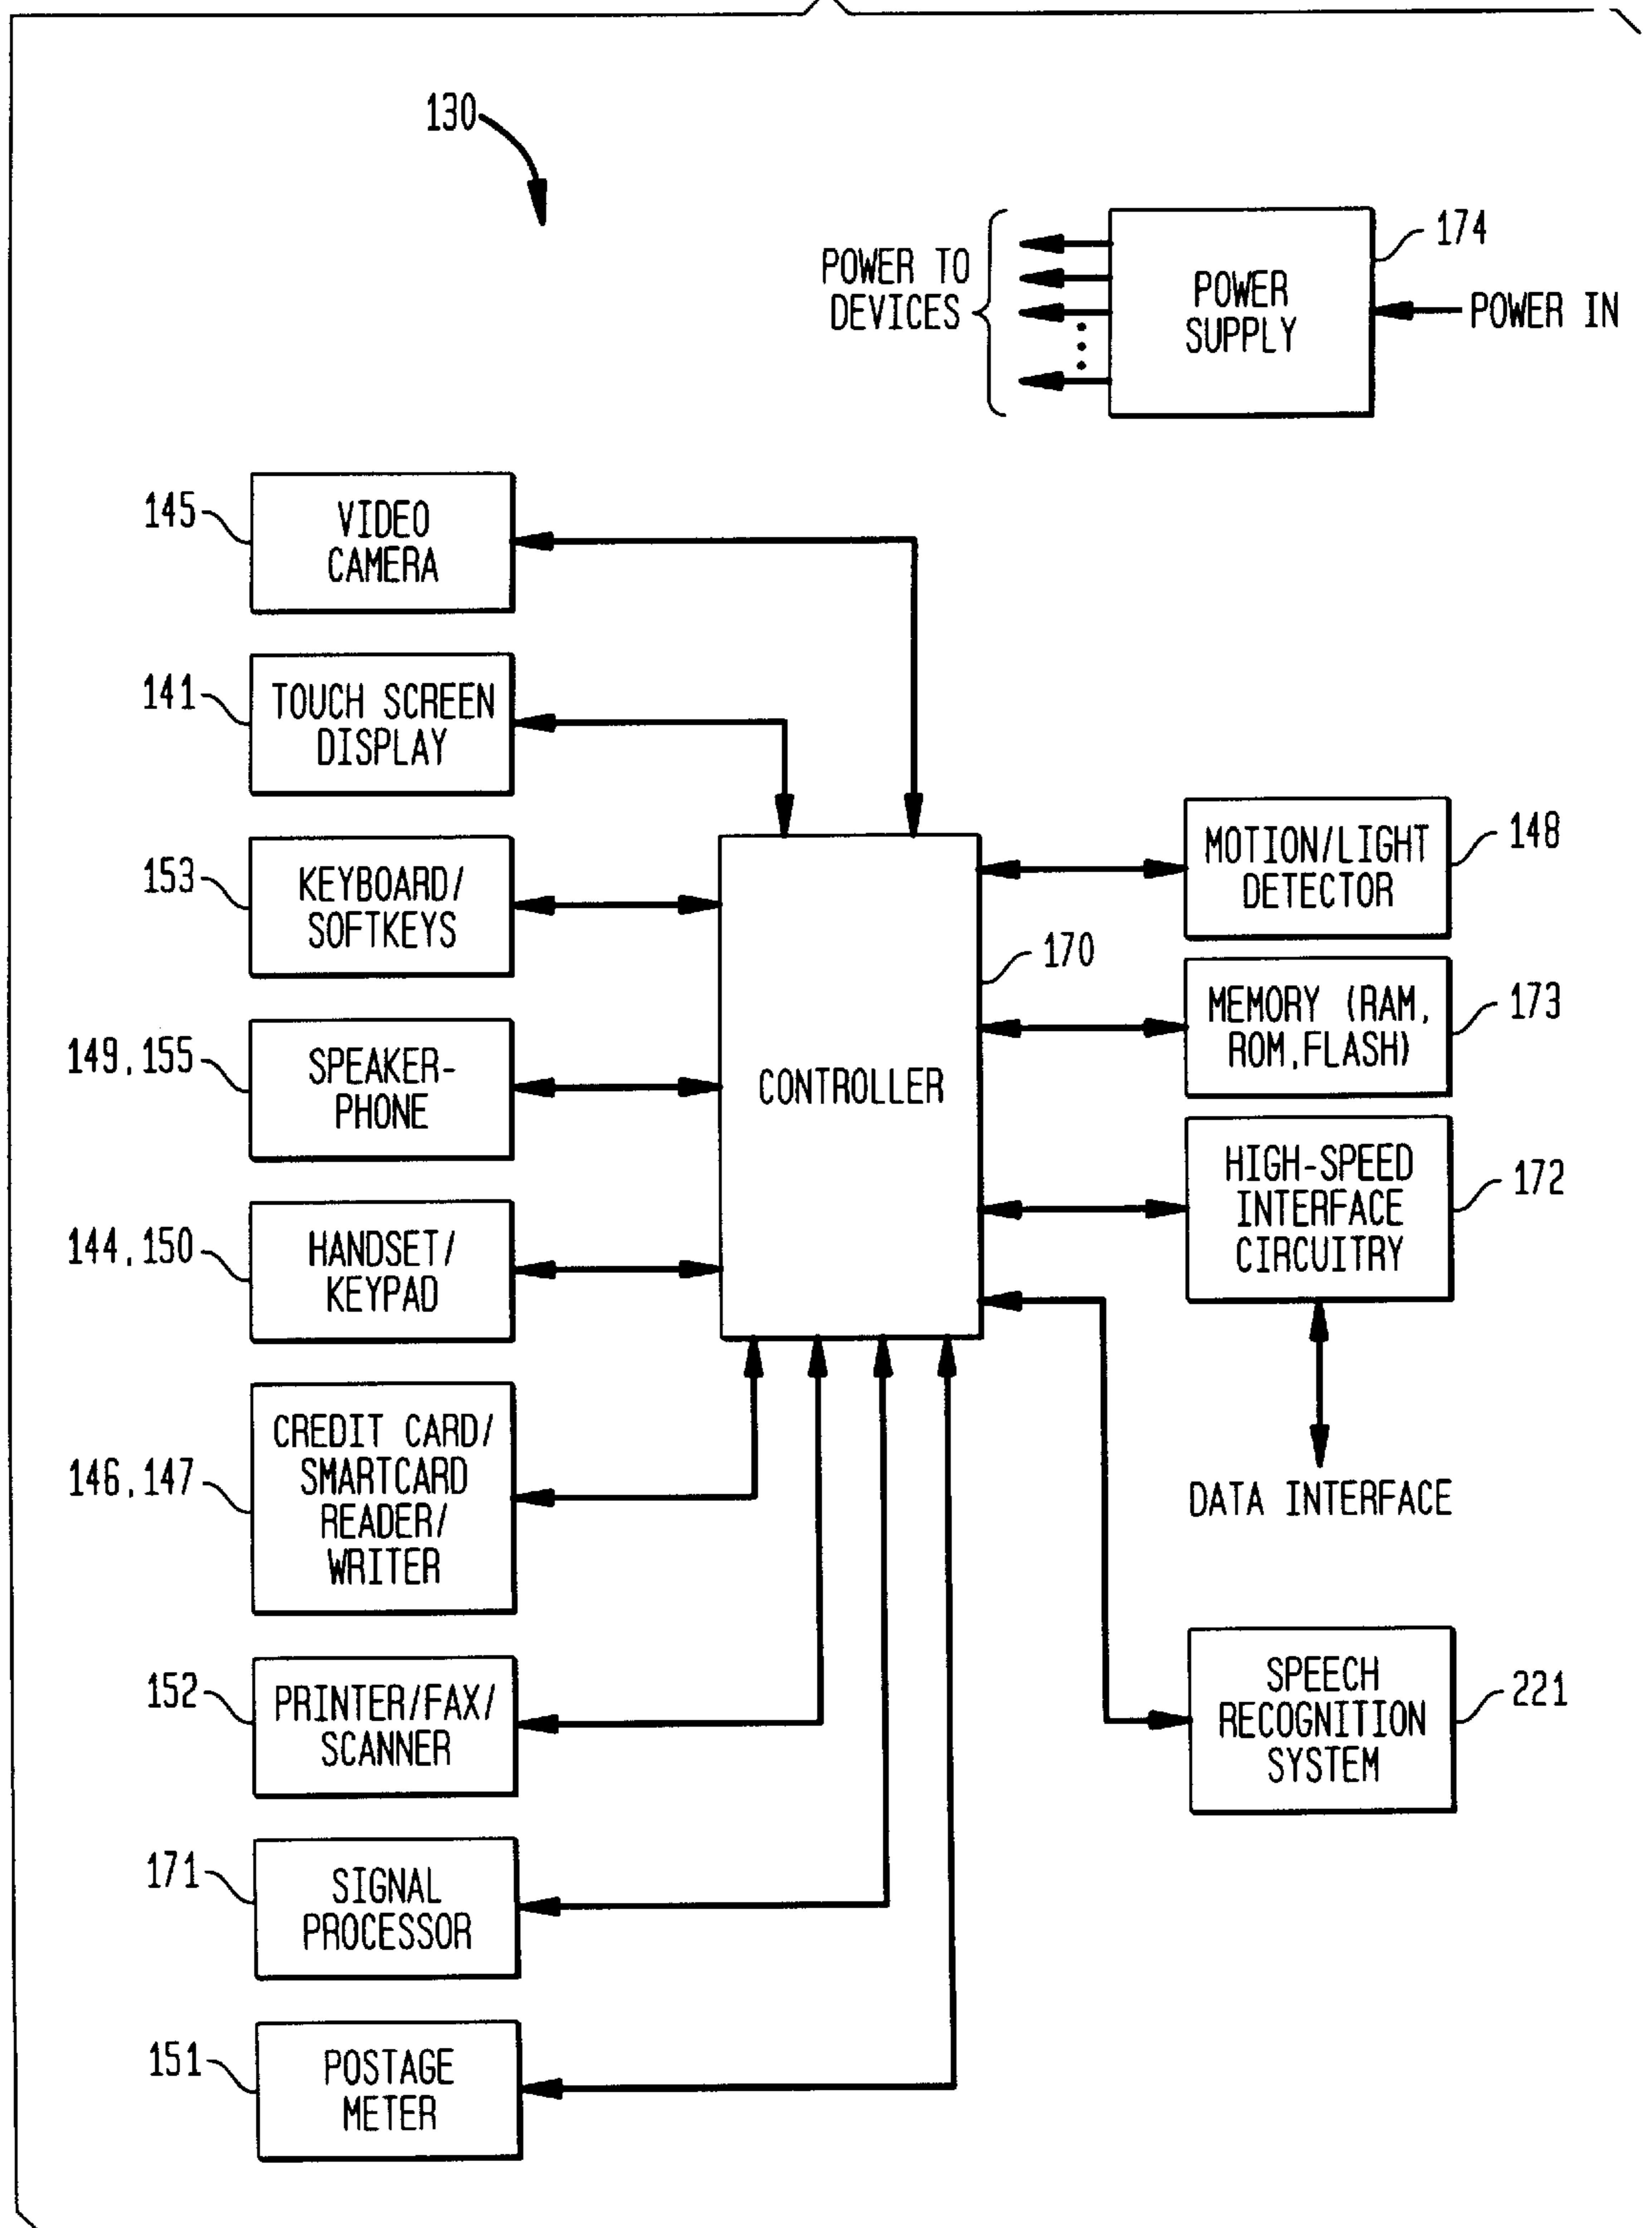 130
POWER TO
DEVICES
POWER
SUPPLY
174
POWER IN
145
VIDEO
CAMERA
141
TOUCH SCREEN
DISPLAY
153
KEYBOARD/
SOFTKEYS
149,155
SPEAKER-
PHONE
144,150
HANDSET/
KEYPAD
146,147
CREDIT CARD/
SMARTCARD
READER/
WRITER
152
PRINTER/FAX/
SCANNER
171
SIGNAL
PROCESSOR
151
POSTAGE
METER
CONTROLLER
170
MOTION/LIGHT
DETECTOR
148
MEMORY (RAM,
ROM,FLASH)
173
HIGH-SPEED
INTERFACE
CIRCUITRY
172
DATA INTERFACE
SPEECH
RECOGNITION
SYSTEM
221